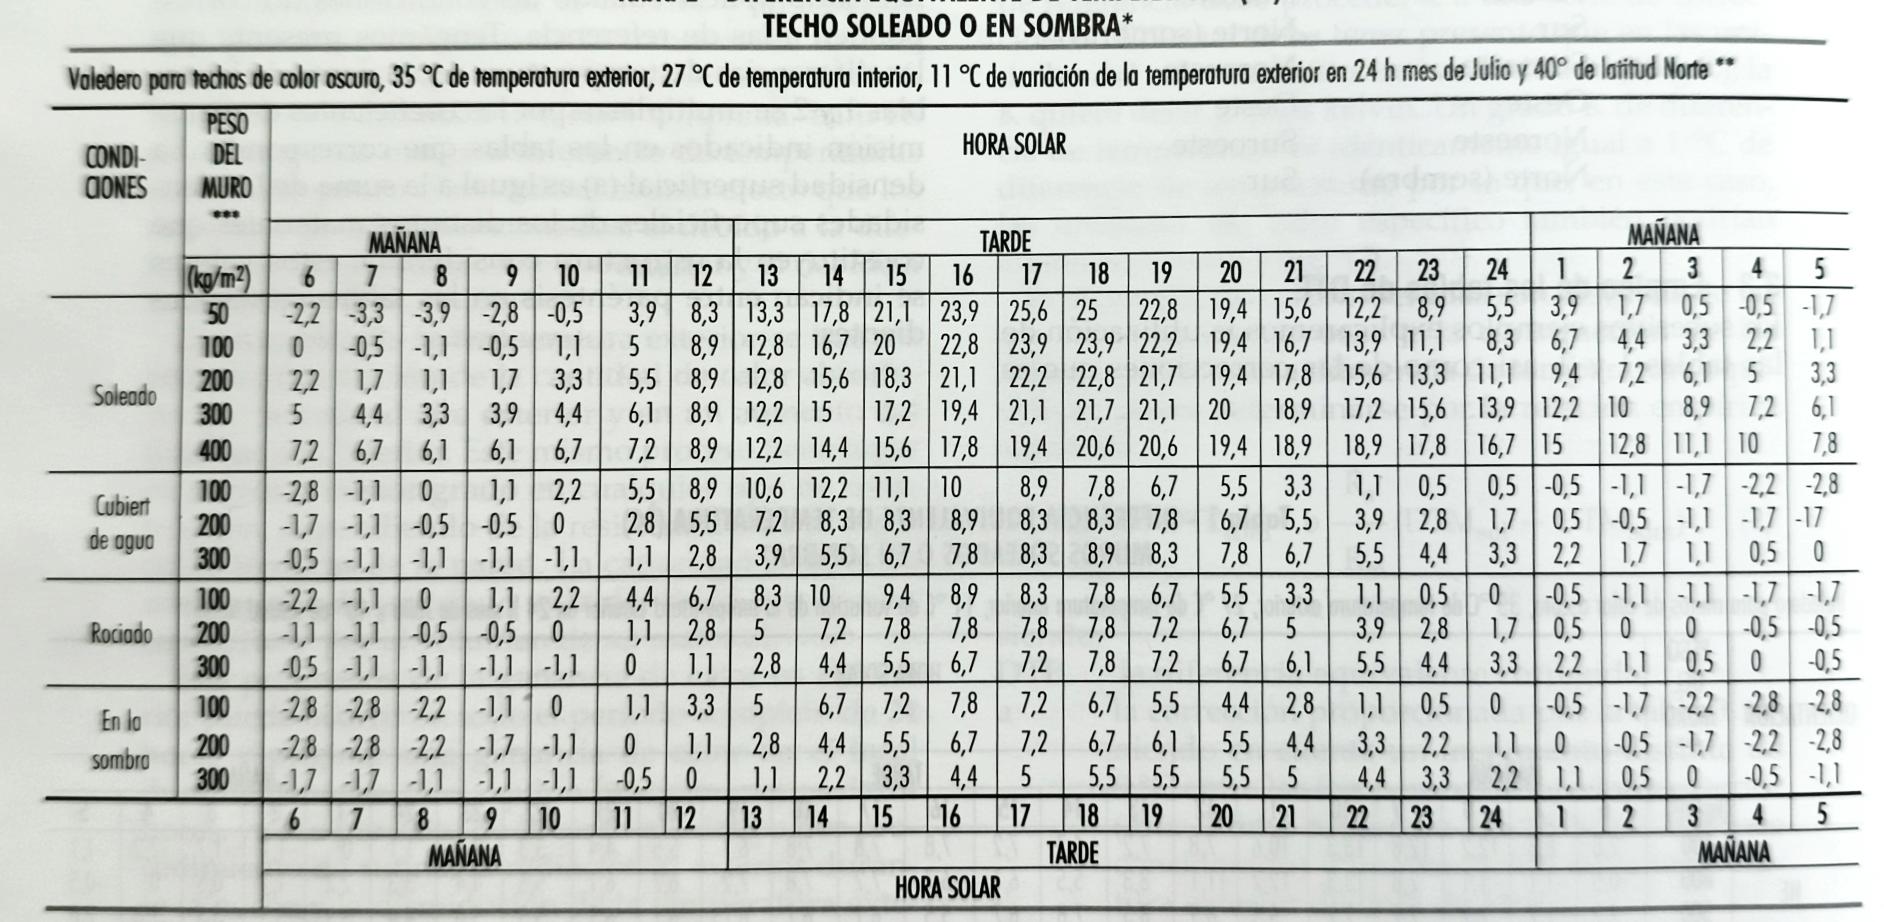 TECHO SOLEADO O EN SOMBRA*
Valedero para techos de color oscuro, 35 °C de temperatura exterior, 27 °C de temperatura interior, 11 °C de variación de la temperatura exterior en 24 h mes de Julio y 40° de latitud Norte **
CONDI-CIONES PESO DEL MURO *** (kg/m²) HORA SOLAR
MAÑANA TARDE MAÑANA
6 7 8 9 10 11 12 13 14 15 16 17 18 19 20 21 22 23 24 1 2 3 4 5
Soleado
50 -2,2 -3,3 -3,9 -2,8 -0,5 3,9 8,3 13,3 17,8 21,1 23,9 25,6 25 22,8 19,4 15,6 12,2 8,9 5,5 3,9 1,7 0,5 -0,5 -1,7
100 0 -0,5 -1,1 -0,5 1,1 5 8,9 12,8 16,7 20 22,8 23,9 23,9 22,2 19,4 16,7 13,9 11,1 8,3 6,7 4,4 3,3 2,2 1,1
200 2,2 1,7 1,1 1,7 3,3 5,5 8,9 12,8 15,6 18,3 21,1 22,2 22,8 21,7 19,4 17,8 15,6 13,3 11,1 9,4 7,2 6,1 5 3,3
300 5 4,4 3,3 3,9 4,4 6,1 8,9 12,2 15 17,2 19,4 21,1 21,7 21,1 20 18,9 17,2 15,6 13,9 12,2 10 8,9 7,2 6,1
400 7,2 6,7 6,1 6,1 6,7 7,2 8,9 12,2 14,4 15,6 17,8 19,4 20,6 20,6 19,4 18,9 18,9 17,8 16,7 15 12,8 11,1 10 7,8
Cubiert de agua
100 -2,8 -1,1 0 1,1 2,2 5,5 8,9 10,6 12,2 11,1 10 8,9 7,8 6,7 5,5 3,3 1,1 0,5 0,5 -0,5 -1,1 -1,7 -2,2 -2,8
200 -1,7 -1,1 -0,5 -0,5 0 2,8 5,5 7,2 8,3 8,3 8,9 8,3 8,3 7,8 6,7 5,5 3,9 2,8 1,7 0,5 -0,5 -1,1 -1,7 -17
300 -0,5 -1,1 -1,1 -1,1 -1,1 1,1 2,8 3,9 5,5 6,7 7,8 8,3 8,9 8,3 7,8 6,7 5,5 4,4 3,3 2,2 1,7 1,1 0,5 0
Rociado
100 -2,2 -1,1 0 1,1 2,2 4,4 6,7 8,3 10 9,4 8,9 8,3 7,8 6,7 5,5 3,3 1,1 0,5 0 -0,5 -1,1 -1,1 -1,7 -1,7
200 -1,1 -1,1 -0,5 -0,5 0 1,1 2,8 5 7,2 7,8 7,8 7,8 7,8 7,2 6,7 5 3,9 2,8 1,7 0,5 0 0 -0,5 -0,5
300 -0,5 -1,1 -1,1 -1,1 -1,1 0 1,1 2,8 4,4 5,5 6,7 7,2 7,8 7,2 6,7 6,1 5,5 4,4 3,3 2,2 1,1 0,5 0 -0,5
En la sombra
100 -2,8 -2,8 -2,2 -1,1 0 1,1 3,3 5 6,7 7,2 7,8 7,2 6,7 5,5 4,4 2,8 1,1 0,5 0 -0,5 -1,7 -2,2 -2,8 -2,8
200 -2,8 -2,8 -2,2 -1,7 -1,1 0 1,1 2,8 4,4 5,5 6,7 7,2 6,7 6,1 5,5 4,4 3,3 2,2 1,1 0 -0,5 -1,7 -2,2 -2,8
300 -1,7 -1,7 -1,1 -1,1 -1,1 -0,5 0 1,1 2,2 3,3 4,4 5 5,5 5,5 5,5 5 4,4 3,3 2,2 1,1 0,5 0 -0,5 -1,1
6 7 8 9 10 11 12 13 14 15 16 17 18 19 20 21 22 23 24 1 2 3 4 5
MAÑANA TARDE MAÑANA
HORA SOLAR